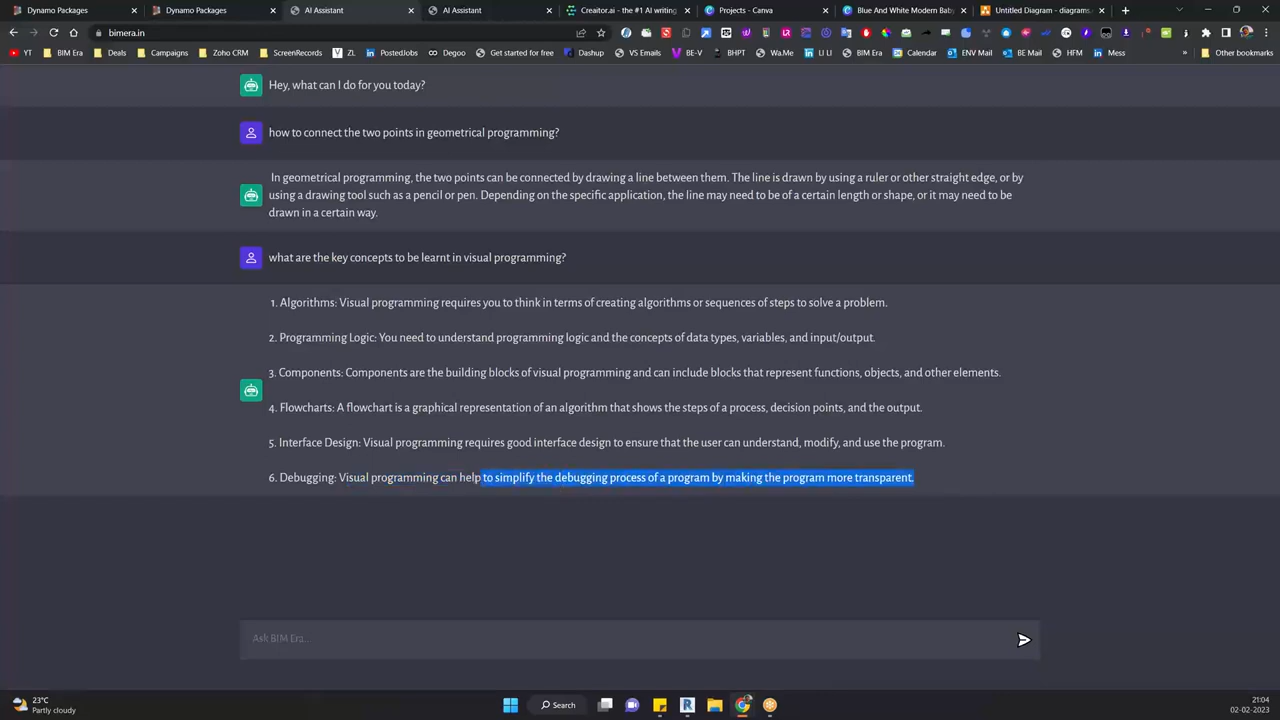 Dynamo Packages
Dynamo Packages
AI Assistant
AI Assistant
Creaitor.ai - the #1 AI writing
Projects - Canva
Blue And White Modern Bab
Untitled Diagram - diagrams.
bimera.in
YT
BIM Era
Deals
Campaigns
Zoho CRM
ScreenRecords
ZL
PostedJobs
Degoo
Get started for free
Dashup
VS Emails
BE-V
BHPT
Wa.Me
LI LI
BIM Era
Calendar
ENV Mail
BE Mail
HFM
Mess
Other bookmarks
Hey, what can I do for you today?
how to connect the two points in geometrical programming?
In geometrical programming, the two points can be connected by drawing a line between them. The line is drawn by using a ruler or other straight edge, or by
using a drawing tool such as a pencil or pen. Depending on the specific application, the line may need to be of a certain length or shape, or it may need to be
drawn in a certain way.
what are the key concepts to be learnt in visual programming?
1. Algorithms: Visual programming requires you to think in terms of creating algorithms or sequences of steps to solve a problem.
2. Programming Logic: You need to understand programming logic and the concepts of data types, variables, and input/output.
3. Components: Components are the building blocks of visual programming and can include blocks that represent functions, objects, and other elements.
4. Flowcharts: A flowchart is a graphical representation of an algorithm that shows the steps of a process, decision points, and the output.
5. Interface Design: Visual programming requires good interface design to ensure that the user can understand, modify, and use the program.
6. Debugging: Visual programming can help to simplify the debugging process of a program by making the program more transparent.
Ask BIM Era...
23°C
Partly cloudy
Search
21:04
02-02-2023